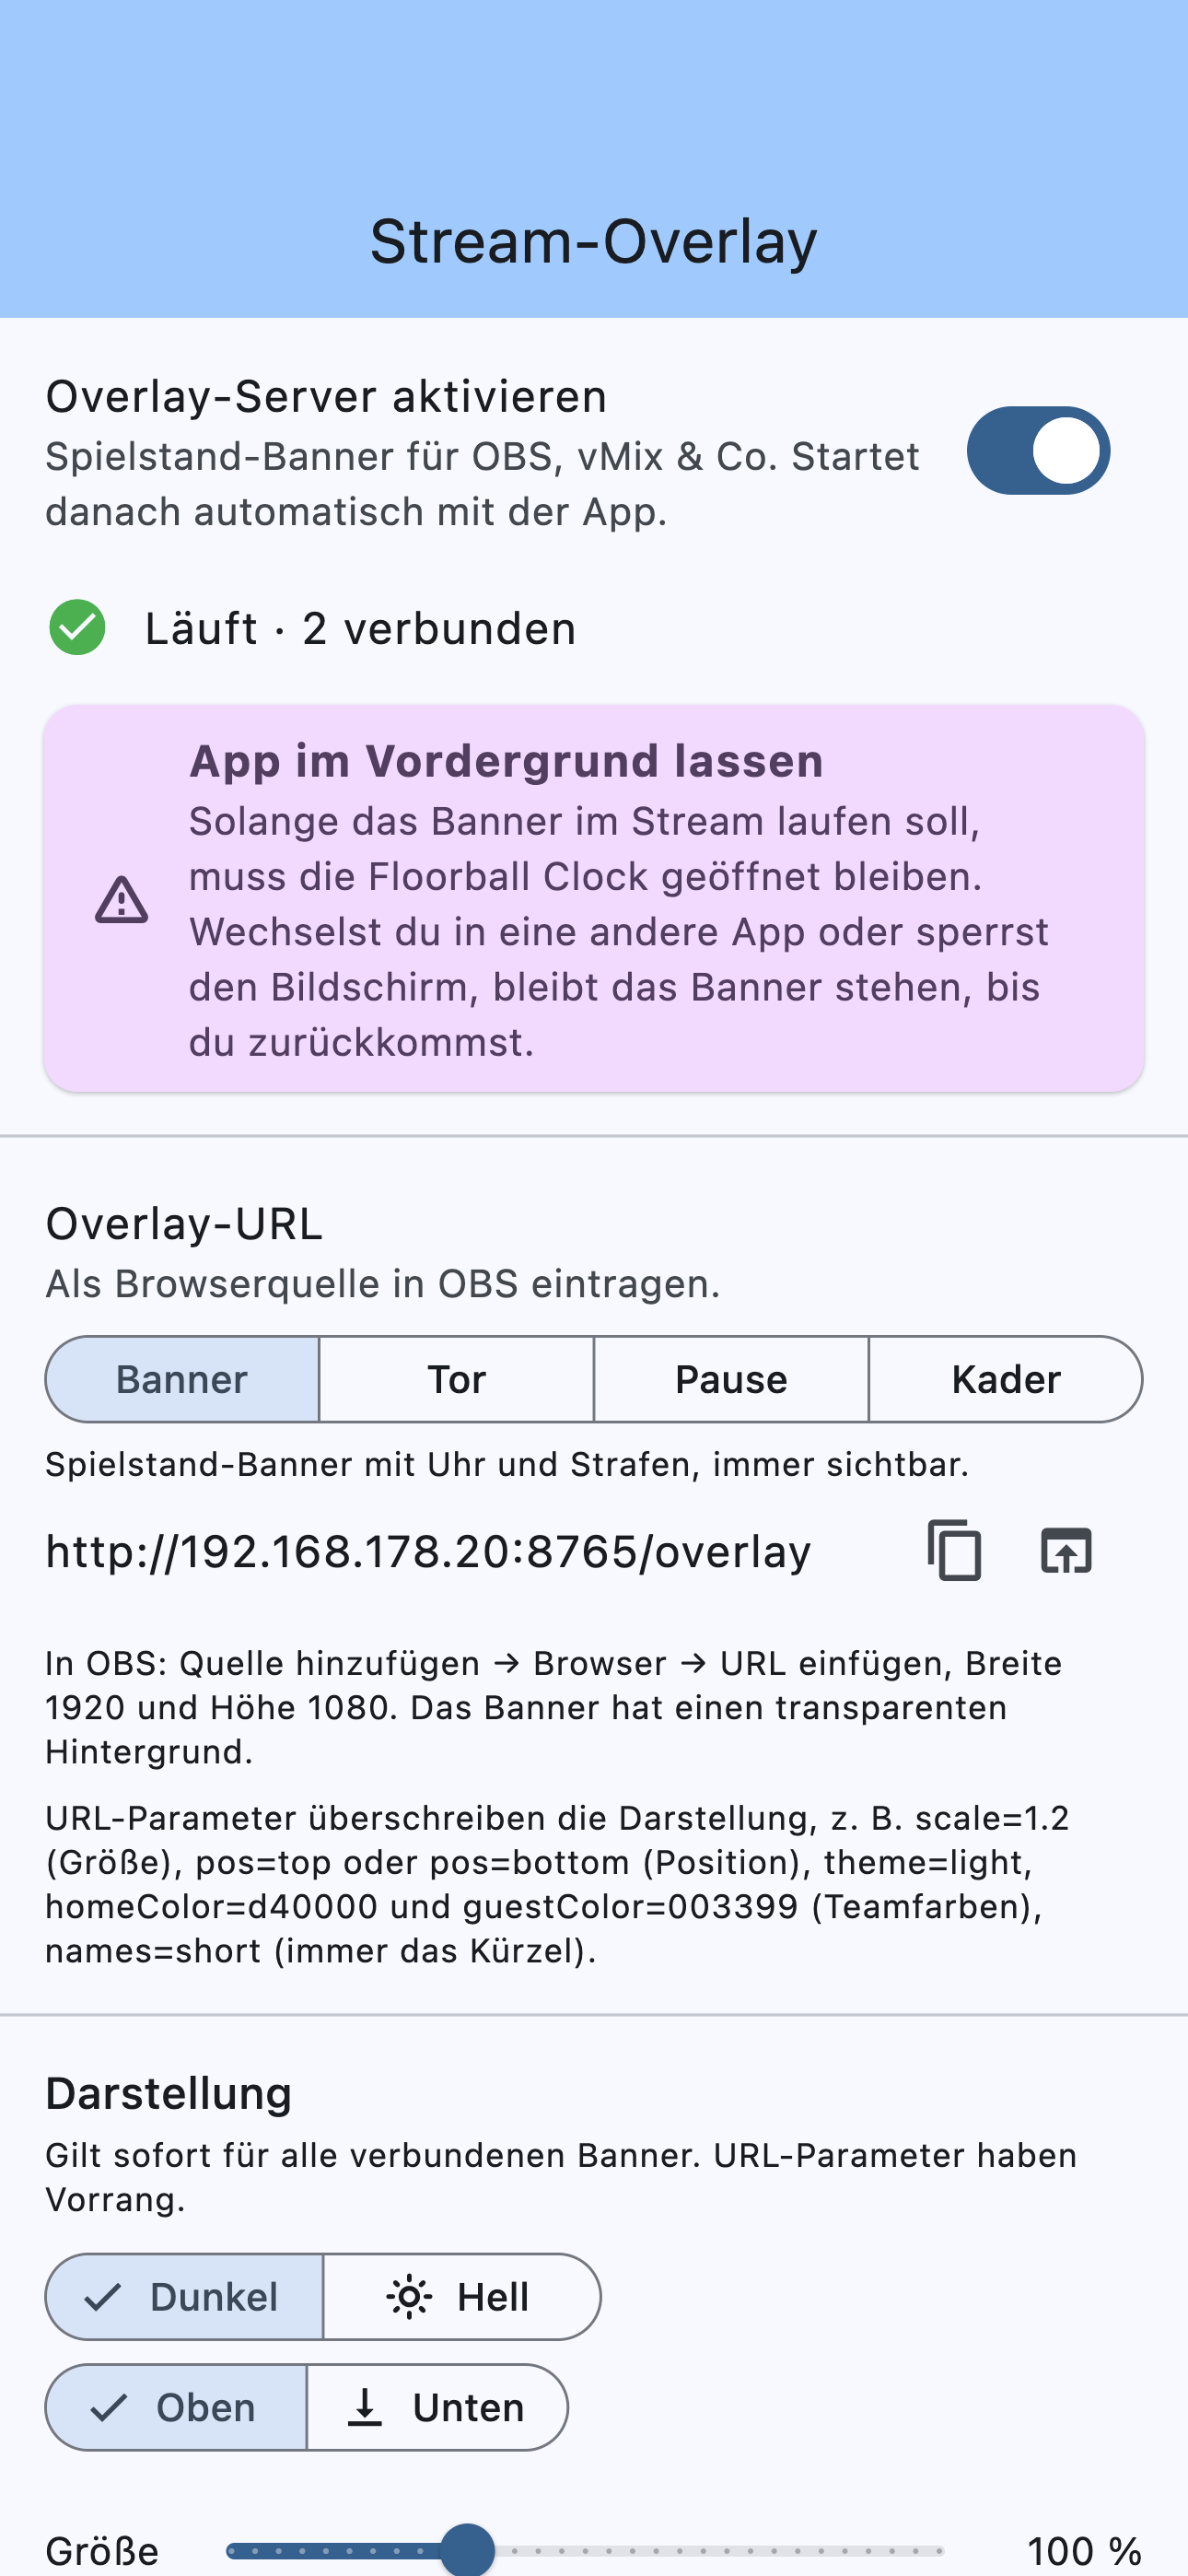 Stream-Overlay
Overlay-Server aktivieren
Spielstand-Banner für OBS, vMix & Co. Startet
danach automatisch mit der App.
Läuft · 2 verbunden
App im Vordergrund lassen
Solange das Banner im Stream laufen soll,
muss die Floorball Clock geöffnet bleiben.
Wechselst du in eine andere App oder sperrst
den Bildschirm, bleibt das Banner stehen, bis
du zurückkommst.
Overlay-URL
Als Browserquelle in OBS eintragen.
Banner
Tor
Pause
Kader
Spielstand-Banner mit Uhr und Strafen, immer sichtbar.
http://192.168.178.20:8765/overlay
In OBS: Quelle hinzufügen → Browser → URL einfügen, Breite
1920 und Höhe 1080. Das Banner hat einen transparenten
Hintergrund.
URL-Parameter überschreiben die Darstellung, z. B. scale=1.2
(Größe), pos=top oder pos=bottom (Position), theme=light,
homeColor=d40000 und guestColor=003399 (Teamfarben),
names=short (immer das Kürzel).
Darstellung
Gilt sofort für alle verbundenen Banner. URL-Parameter haben
Vorrang.
Dunkel
Hell
Oben
Unten
Größe
100 %